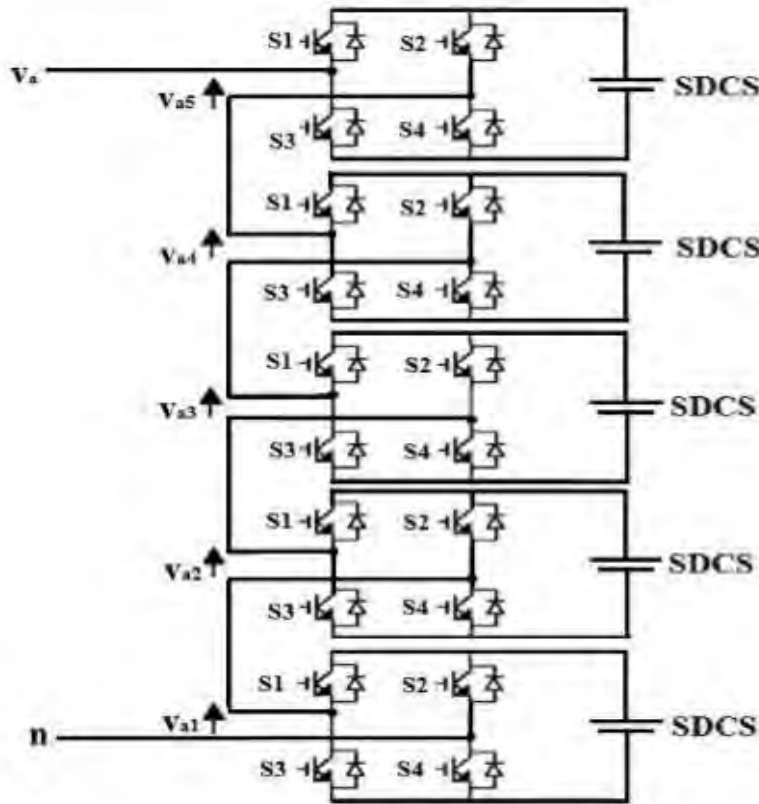 S1 S2
va SDCS
va5
S3 S4
S1 S2
va4 SDCS
S3 S4
S1 S2
va3 SDCS
S3 S4
S1 S2
va2 SDCS
S3 S4
S1 S2
va1 SDCS
n
S3 S4